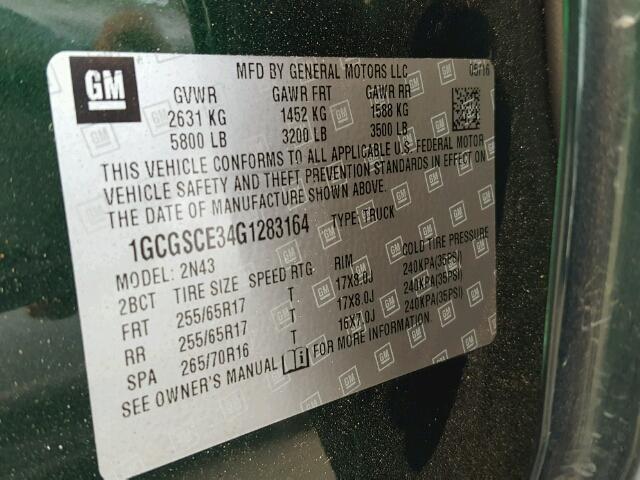 GM
MFD BY GENERAL MOTORS LLC 05/16
GVWR GAWR FRT GAWR RR
2631 KG 1452 KG 1588 KG
5800 LB 3200 LB 3500 LB
THIS VEHICLE CONFORMS TO ALL APPLICABLE U.S. FEDERAL MOTOR
VEHICLE SAFETY AND THEFT PREVENTION STANDARDS IN EFFECT ON
THE DATE OF MANUFACTURE SHOWN ABOVE.
1GCGSCE34G1283164 TYPE: TRUCK
MODEL: 2N43
2BCT TIRE SIZE SPEED RTG RIM COLD TIRE PRESSURE
FRT 255/65R17 T 17X8.0J 240KPA(35PSI)
RR 255/65R17 T 17X8.0J 240KPA(35PSI)
SPA 265/70R16 T 16X7.0J 240KPA(35PSI)
SEE OWNER'S MANUAL FOR MORE INFORMATION